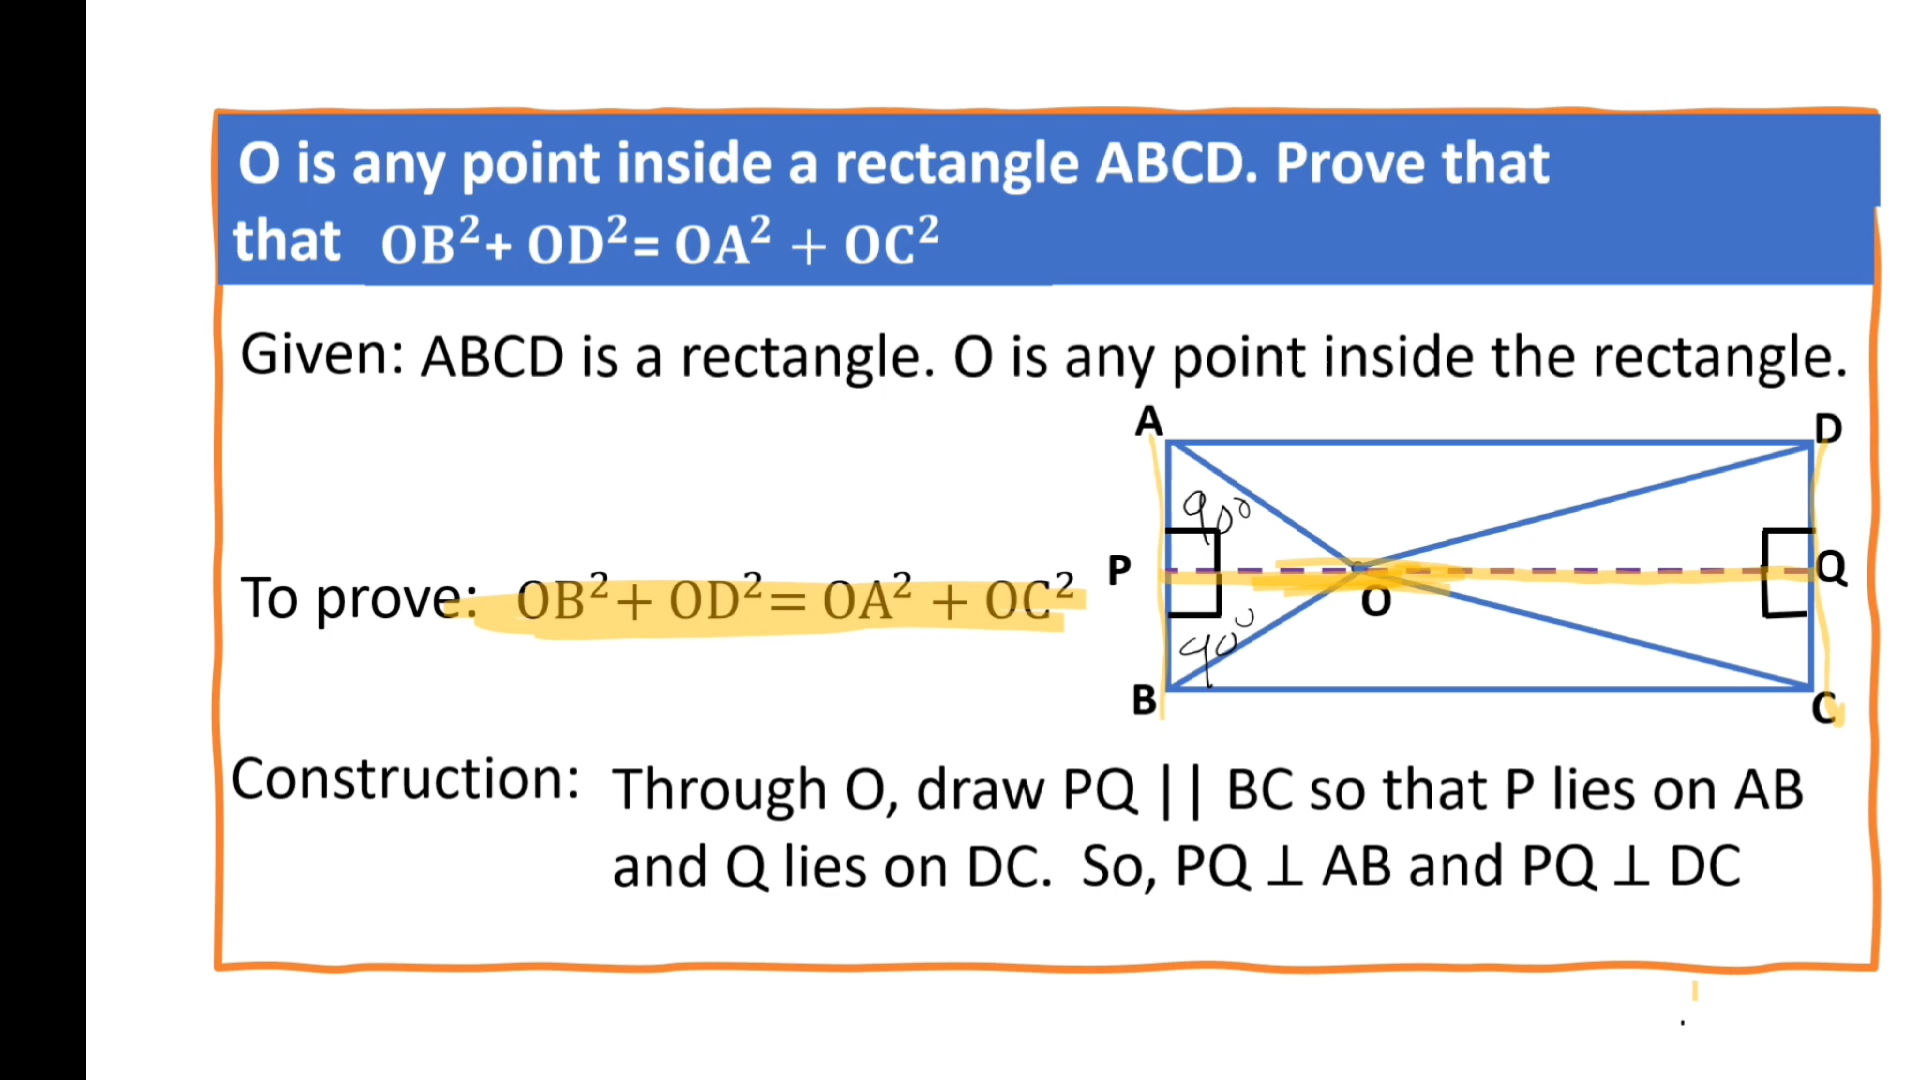 O is any point inside a rectangle ABCD. Prove that
that OB²+ OD²= OA² + OC²
Given: ABCD is a rectangle. O is any point inside the rectangle.
A
D
90⁰
To prove: OB²+ OD²= OA² + OC²
P
Q
O
90⁰
B
C
Construction: Through O, draw PQ || BC so that P lies on AB
and Q lies on DC. So, PQ ⊥ AB and PQ ⊥ DC